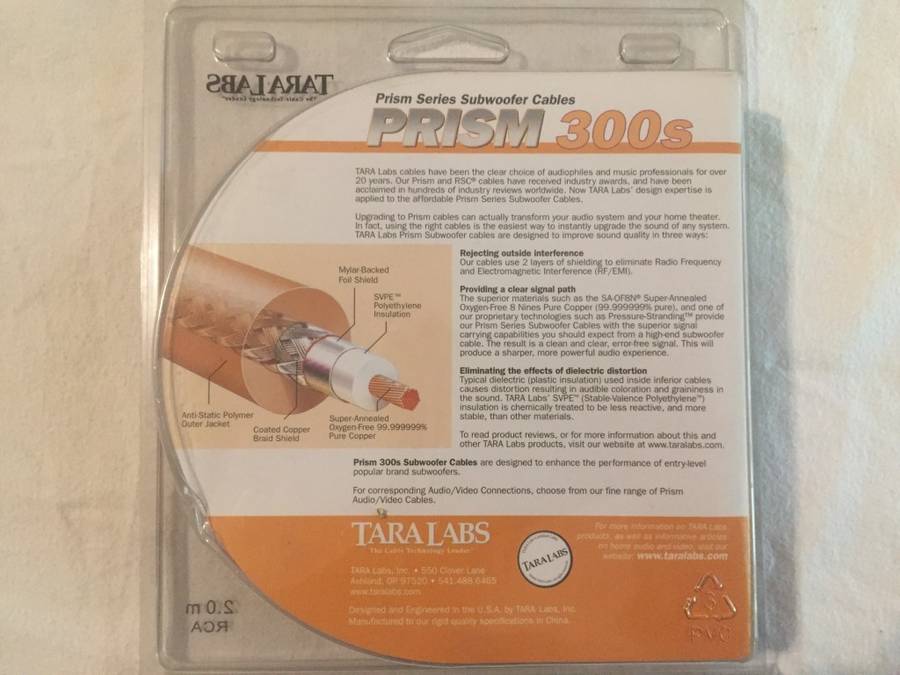 TARA LABS
The Cable Technology Leader™
Prism Series Subwoofer Cables
PRISM 300s
TARA Labs cables have been the clear choice of audiophiles and music professionals for over
20 years. Our Prism and RSC® cables have received industry awards, and have been
acclaimed in hundreds of industry reviews worldwide. Now TARA Labs' design expertise is
applied to the affordable Prism Series Subwoofer Cables.
Upgrading to Prism cables can actually transform your audio system and your home theater.
In fact, using the right cables is the easiest way to instantly upgrade the sound of any system.
TARA Labs Prism Subwoofer cables are designed to improve sound quality in three ways:
Rejecting outside interference
Our cables use 2 layers of shielding to eliminate Radio Frequency
and Electromagnetic Interference (RF/EMI).
Providing a clear signal path
The superior materials such as the SA-OF8N® Super-Annealed
Oxygen-Free 8 Nines Pure Copper (99.999999% pure), and one of
our proprietary technologies such as Pressure-Stranding™ provide
our Prism Series Subwoofer Cables with the superior signal
carrying capabilities you should expect from a high-end subwoofer
cable. The result is a clean and clear, error-free signal. This will
produce a sharper, more powerful audio experience.
Eliminating the effects of dielectric distortion
Typical dielectric (plastic insulation) used inside inferior cables
causes distortion resulting in audible coloration and graininess in
the sound. TARA Labs' SVPE™ (Stable-Valence Polyethylene™)
insulation is chemically treated to be less reactive, and more
stable, than other materials.
To read product reviews, or for more information about this and
other TARA Labs products, visit our website at www.taralabs.com.
Mylar-Backed
Foil Shield
SVPE™
Polyethylene
Insulation
Anti-Static Polymer
Outer Jacket
Coated Copper
Braid Shield
Super-Annealed
Oxygen-Free 99.999999%
Pure Copper
Prism 300s Subwoofer Cables are designed to enhance the performance of entry-level
popular brand subwoofers.
For corresponding Audio/Video Connections, choose from our fine range of Prism
Audio/Video Cables.
TARA LABS
The Cable Technology Leader™
TARA Labs, Inc. • 550 Clover Lane
Ashland, OR 97520 • 541.488.6465
www.taralabs.com
Designed and Engineered in the U.S.A. by TARA Labs, Inc.
Manufactured to our rigid quality specifications in China.
TARA LABS
For more information on TARA Labs
products, as well as informative articles
on home audio and video, visit our
website: www.taralabs.com
2.0m
RCA
3
PVC